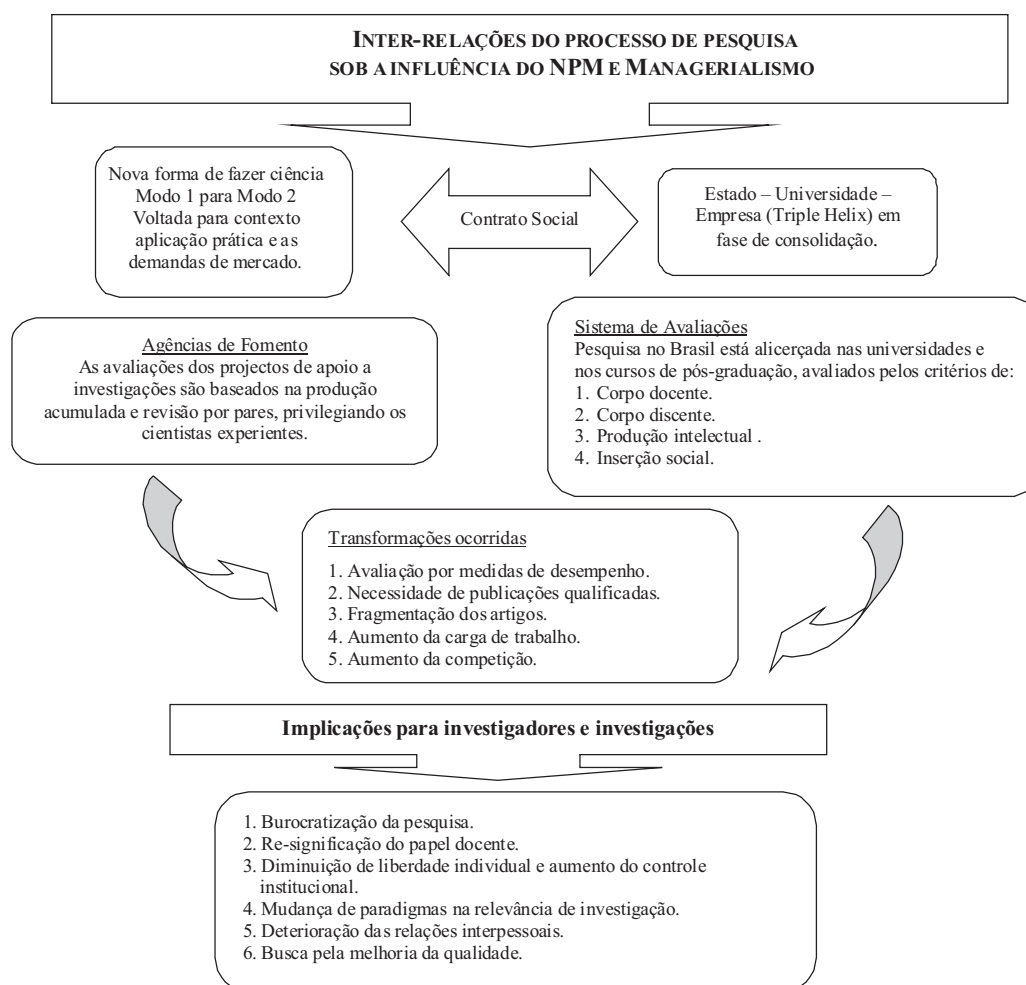 INTER-RELAÇÕES DO PROCESSO DE PESQUISA
SOB A INFLUÊNCIA DO NPM E MANAGERIALISMO
Nova forma de fazer ciência
Modo 1 para Modo 2
Voltada para contexto
aplicação prática e as
demandas de mercado.
Contrato Social
Estado – Universidade –
Empresa (Triple Helix) em
fase de consolidação.
Agências de Fomento
As avaliações dos projectos de apoio a
investigações são baseados na produção
acumulada e revisão por pares, privilegiando os
cientistas experientes.
Sistema de Avaliações
Pesquisa no Brasil está alicerçada nas universidades e
nos cursos de pós-graduação, avaliados pelos critérios de:
1. Corpo docente.
2. Corpo discente.
3. Produção intelectual .
4. Inserção social.
Transformações ocorridas
1. Avaliação por medidas de desempenho.
2. Necessidade de publicações qualificadas.
3. Fragmentação dos artigos.
4. Aumento da carga de trabalho.
5. Aumento da competição.
Implicações para investigadores e investigações
1. Burocratização da pesquisa.
2. Re-significação do papel docente.
3. Diminuição de liberdade individual e aumento do controle
institucional.
4. Mudança de paradigmas na relevância de investigação.
5. Deterioração das relações interpessoais.
6. Busca pela melhoria da qualidade.